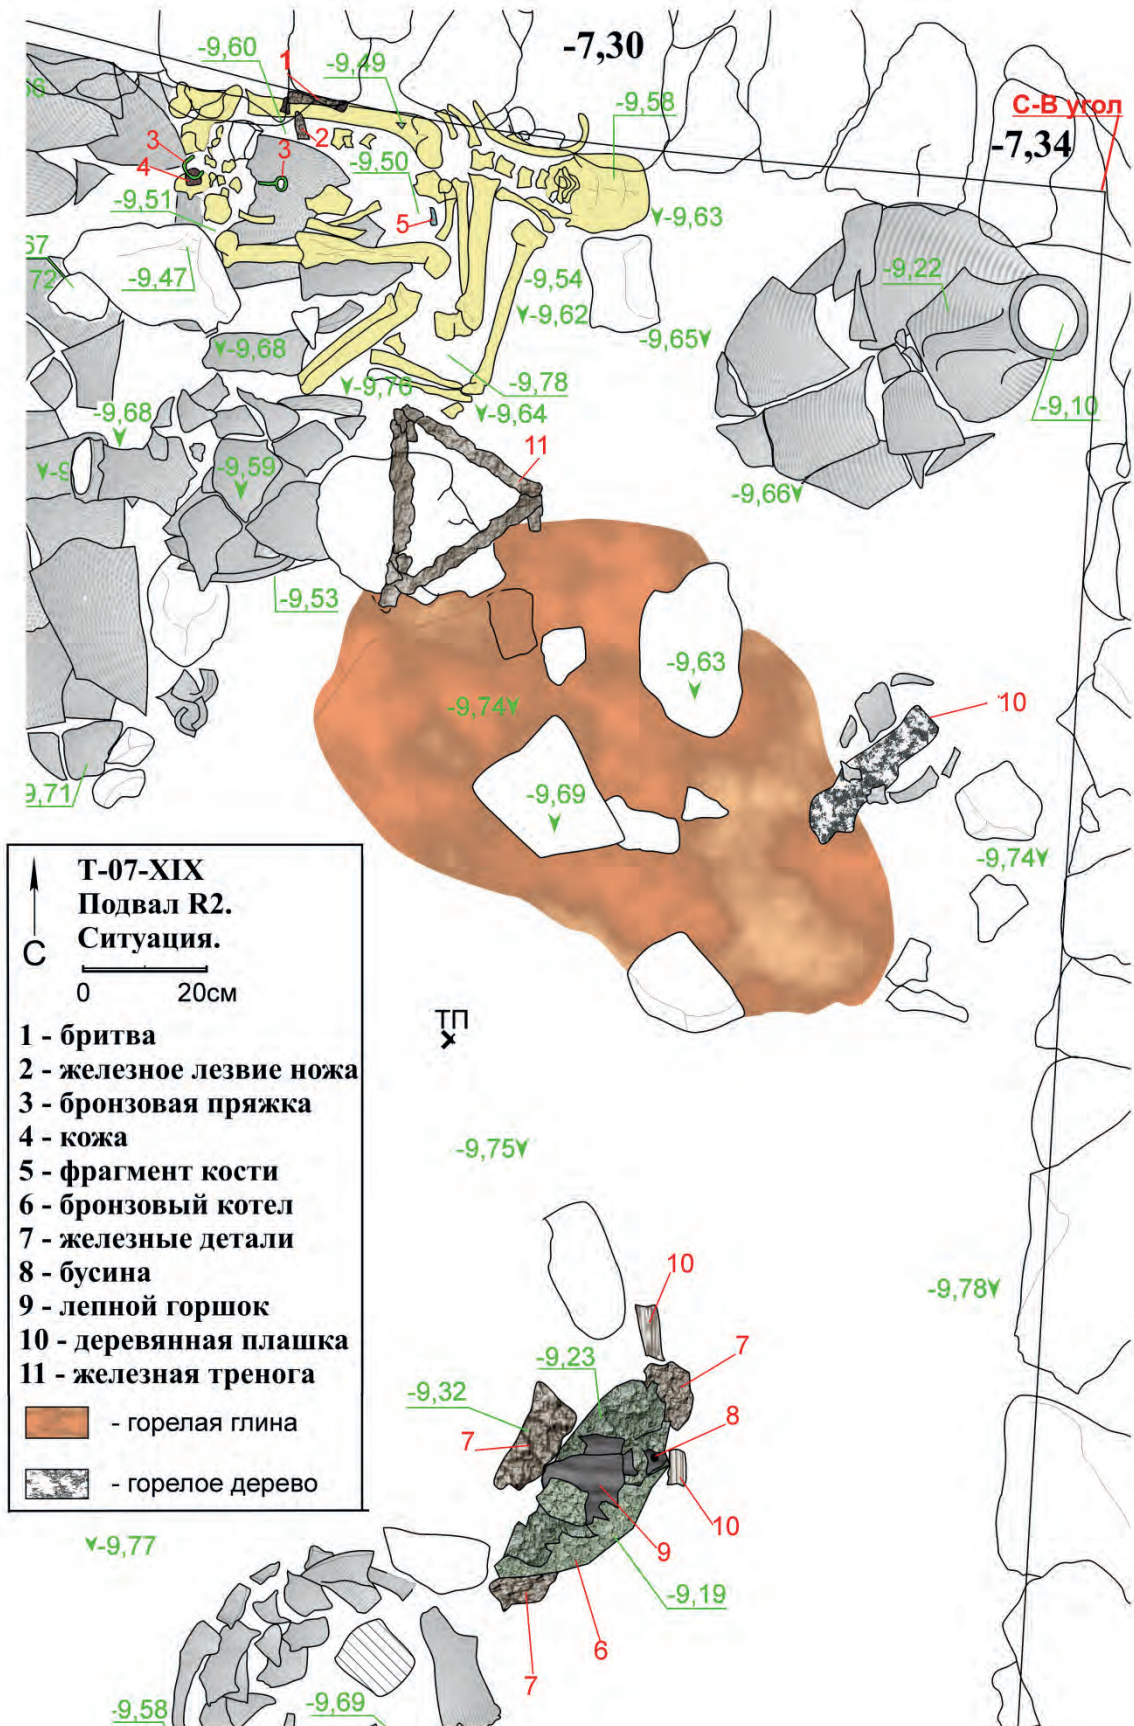 -7,30
-9,60
1
-9,49
-9,58
С-В угол
-7,34
3
2
4
3
-9,50
-9,51
5
-9,63
-9,47
-9,54
-9,22
-9,62
-9,68
-9,65
-9,76
-9,78
-9,64
-9,10
-9,68
11
-9,59
-9,66
-9,53
-9,63
-9,74
10
-9,69
9,71
-9,74
Т-07-XIX
Подвал R2.
Ситуация.
С
0 20см
ТП
1 - бритва
2 - железное лезвие ножа
3 - бронзовая пряжка
4 - кожа
5 - фрагмент кости
6 - бронзовый котел
7 - железные детали
8 - бусина
9 - лепной горшок
10 - деревянная плашка
11 - железная тренога
- горелая глина
- горелое дерево
-9,75
-9,78
10
-9,23
7
-9,32
7
8
10
9
-9,77
-9,19
6
7
-9,58
-9,69